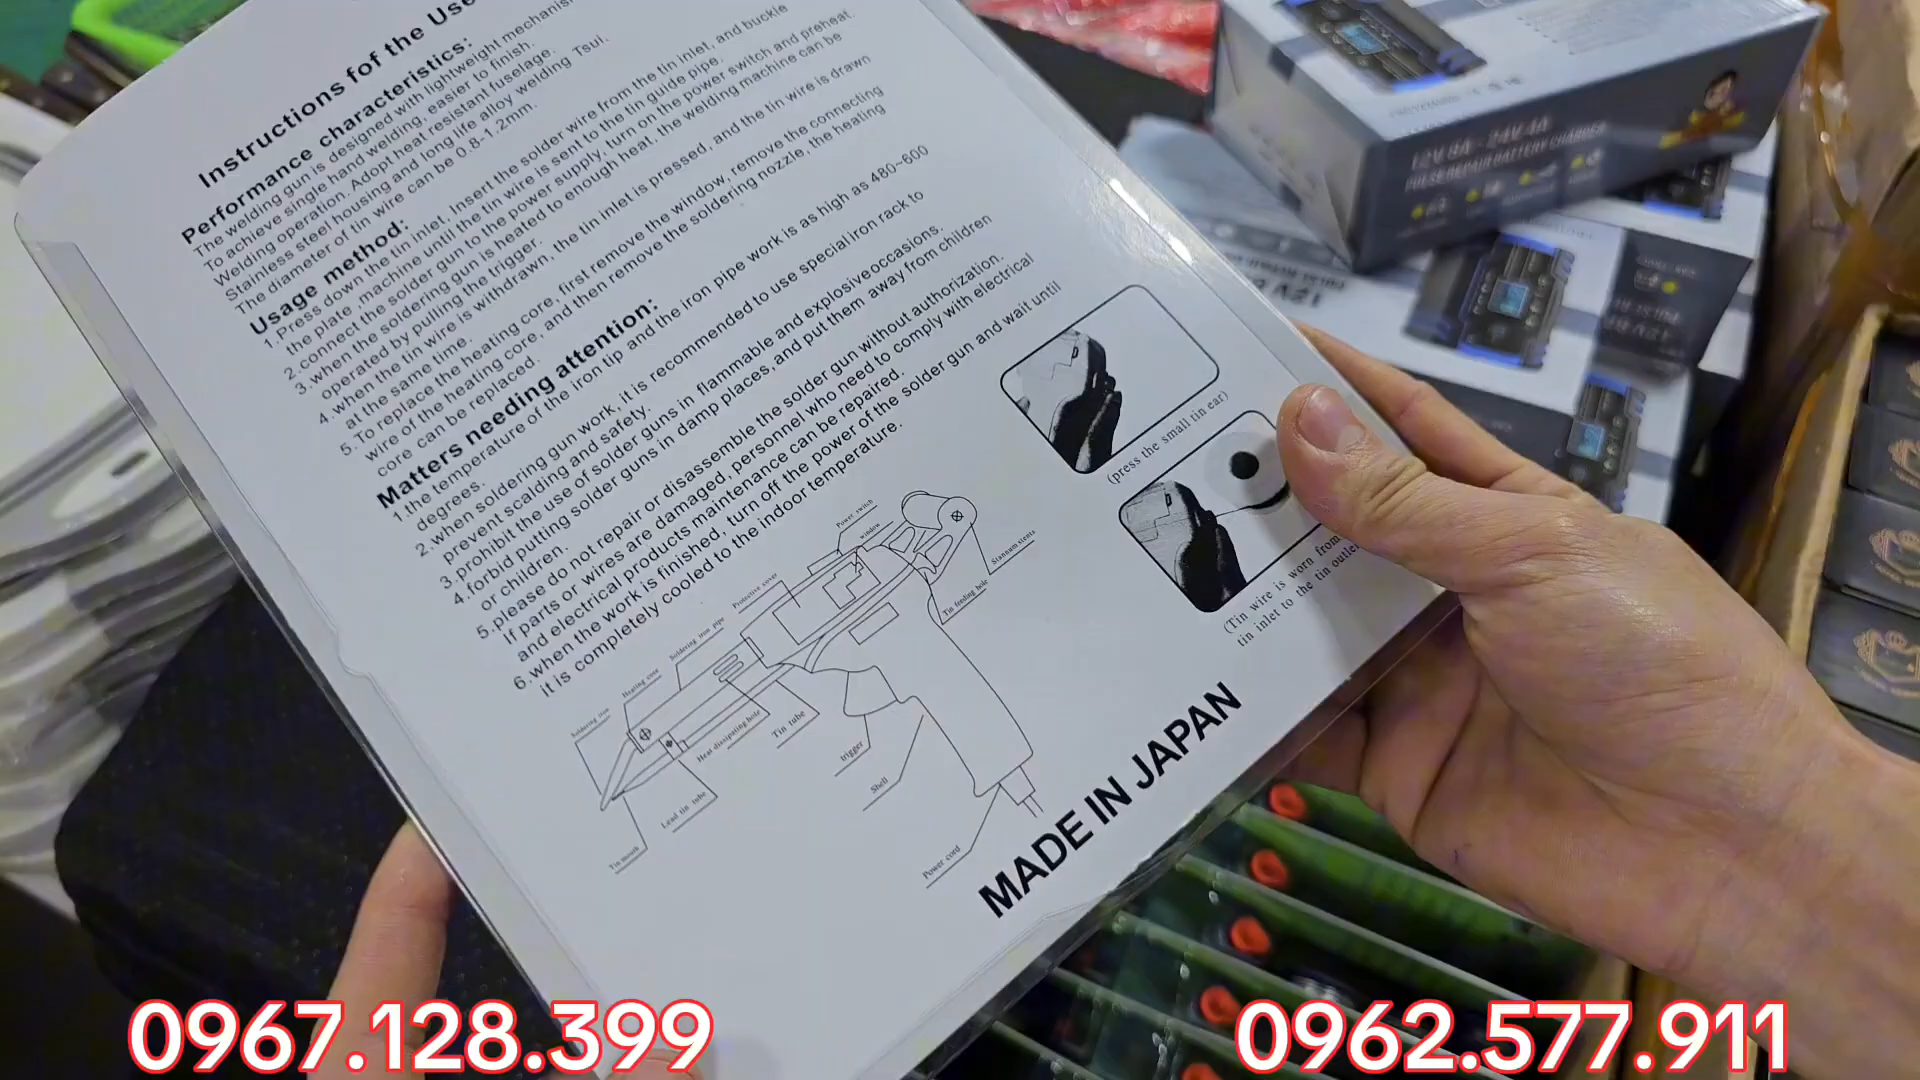 Instructions fof the Use
Performance characteristics:
The welding gun is designed with lightweight mechanism
To achieve single hand welding, easier to finish.
Welding operation. Adopt heat resistant fuselage.
Stainless steel housing and long life alloy welding Tsui.
The diameter of tin wire can be 0.8-1.2mm.
Usage method:
1. Press down the tin inlet, Insert the solder wire from the tin inlet, and buckle
the plate ,machine until the tin wire is sent to the tin guide pipe.
2. connect the solder gun to the power supply, turn on the power switch and preheat.
3. when the soldering gun is heated to enough heat, the welding machine can be
operated by pulling the trigger.
4. when the tin wire is withdrawn, the tin inlet is pressed, and the tin wire is drawn
at the same time.
5. To replace the heating core, first remove the window, remove the connecting
wire of the heating core, and then remove the soldering nozzle, the heating
core can be replaced.
Matters needing attention:
1 the temperature of the iron tip and the iron pipe work is as high as 480~600
degrees.
2. when soldering gun work, it is recommended to use special iron rack to
prevent scalding and safety.
3. prohibit the use of solder guns in flammable and explosive occasions.
4. forbid putting solder guns in damp places, and put them away from children
or children.
5. please do not repair or disassemble the solder gun without authorization.
If parts or wires are damaged, personnel who need to comply with electrical
and electrical products maintenance can be repaired.
6. when the work is finished, turn off the power of the solder gun and wait until
it is completely cooled to the indoor temperature.
(press the small tin ear)
(Tin wire is worn from
tin inlet to the tin outlet
Power switch
window
Protective cover
Stannum stents
Tin feeding hole
Soldering iron pipe
Heating core
Soldering iron
Heat dissipating hole
Tin tube
trigger
Shell
Lead tin tube
Tin mouth
Power cord
MADE IN JAPAN
12V 8A - 24V 4A
PULSE REPAIR BATTERY CHARGER
0967.128.399
0962.577.911